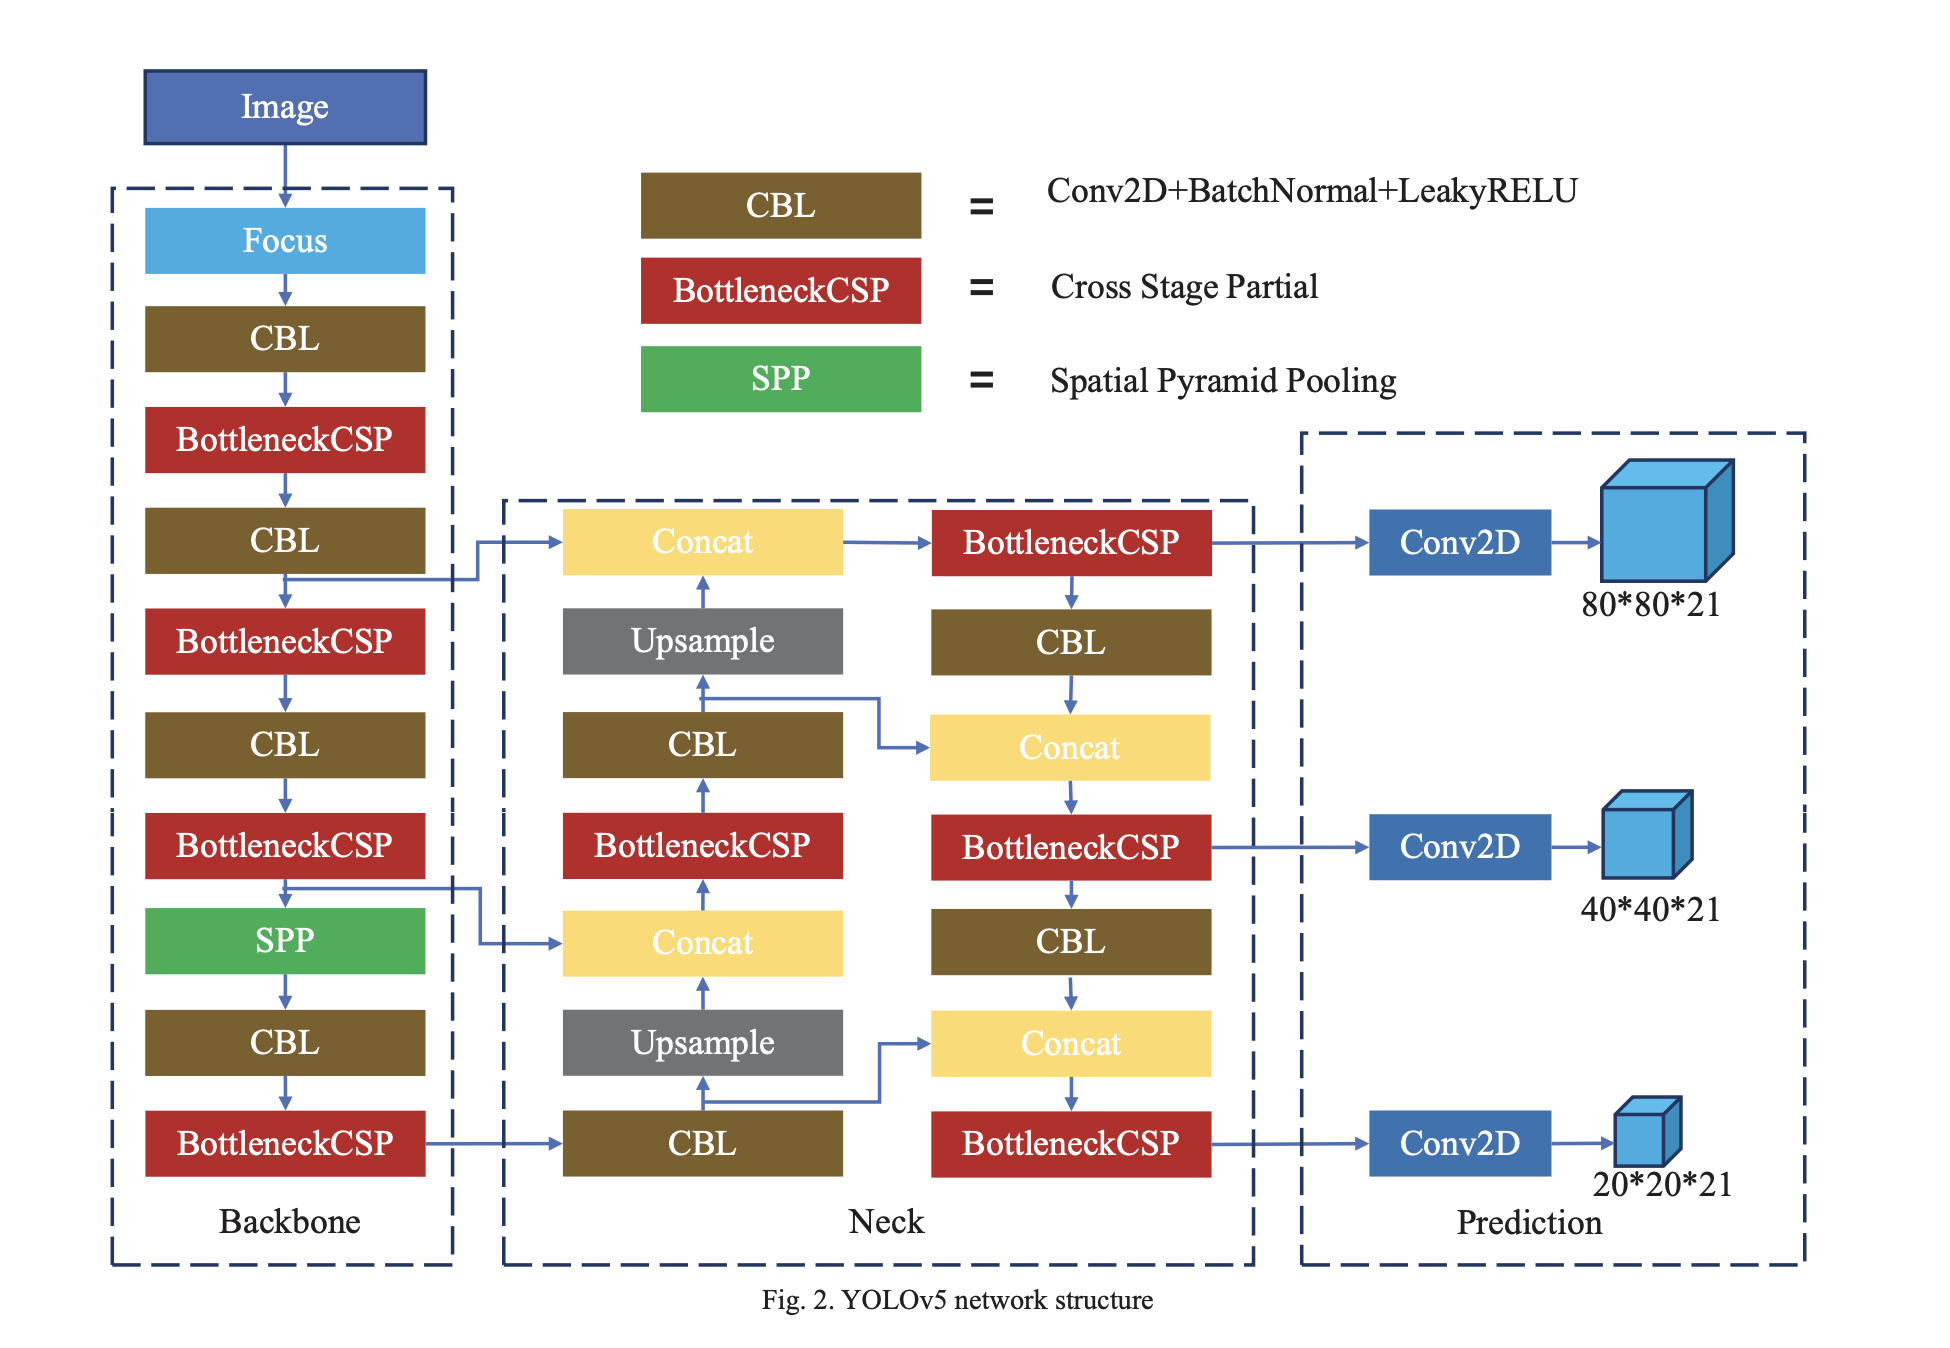 Image
Focus
CBL
BottleneckCSP
CBL
BottleneckCSP
CBL
BottleneckCSP
SPP
CBL
BottleneckCSP
Backbone
CBL = Conv2D+BatchNormal+LeakyRELU
BottleneckCSP = Cross Stage Partial
SPP = Spatial Pyramid Pooling
Concat
Upsample
CBL
BottleneckCSP
Concat
Upsample
CBL
BottleneckCSP
CBL
Concat
BottleneckCSP
CBL
Concat
BottleneckCSP
Neck
Conv2D
80*80*21
Conv2D
40*40*21
Conv2D
20*20*21
Prediction
Fig. 2. YOLOv5 network structure